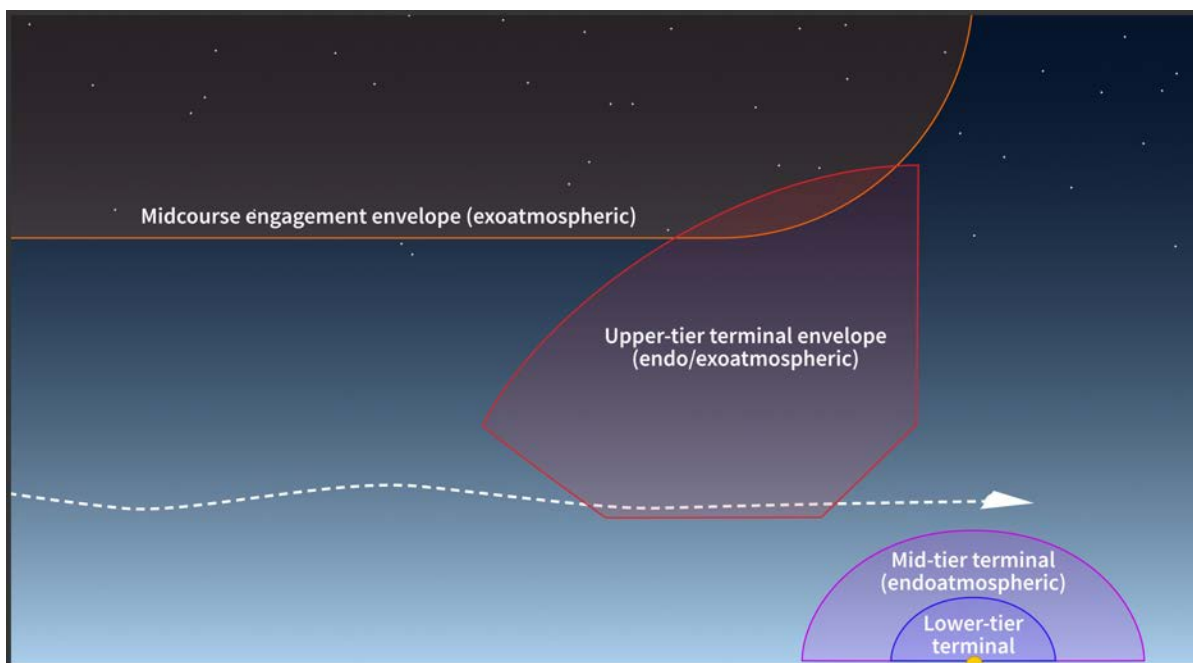 Midcourse engagement envelope (exoatmospheric)
Upper-tier terminal envelope
(endo/exoatmospheric)
Mid-tier terminal
(endoatmospheric)
Lower-tier
terminal